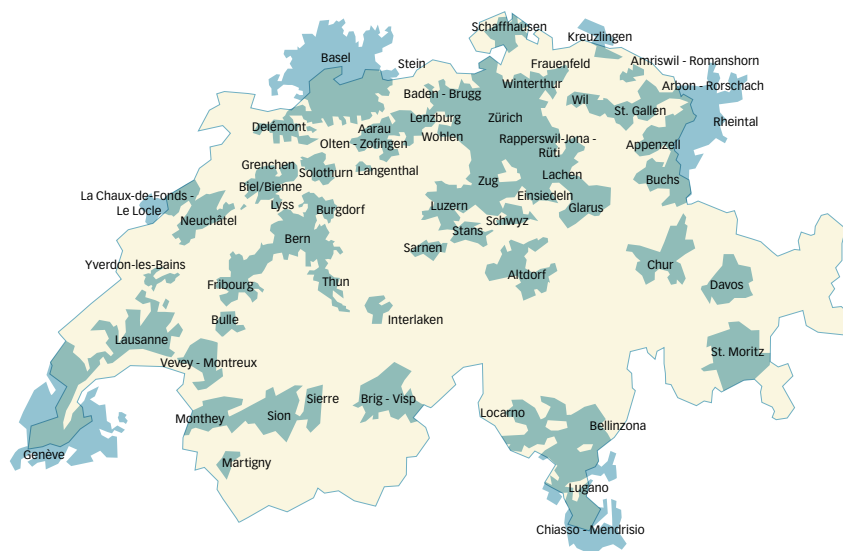 Schaffhausen
Kreuzlingen
Basel
Stein
Frauenfeld
Amriswil - Romanshorn
Winterthur
Arbon - Rorschach
Baden - Brugg
Wil
St. Gallen
Rheintal
Lenzburg
Zürich
Delémont
Aarau
Wohlen
Olten - Zofingen
Rapperswil-Jona -
Rüti
Appenzell
Grenchen
Solothurn
Langenthal
Lachen
Zug
Buchs
Biel/Bienne
La Chaux-de-Fonds -
Le Locle
Einsiedeln
Lyss
Burgdorf
Luzern
Glarus
Neuchâtel
Schwyz
Stans
Bern
Sarnen
Yverdon-les-Bains
Chur
Altdorf
Fribourg
Thun
Davos
Bulle
Interlaken
Lausanne
St. Moritz
Vevey - Montreux
Sierre
Brig - Visp
Monthey
Sion
Locarno
Bellinzona
Genève
Martigny
Lugano
Chiasso - Mendrisio